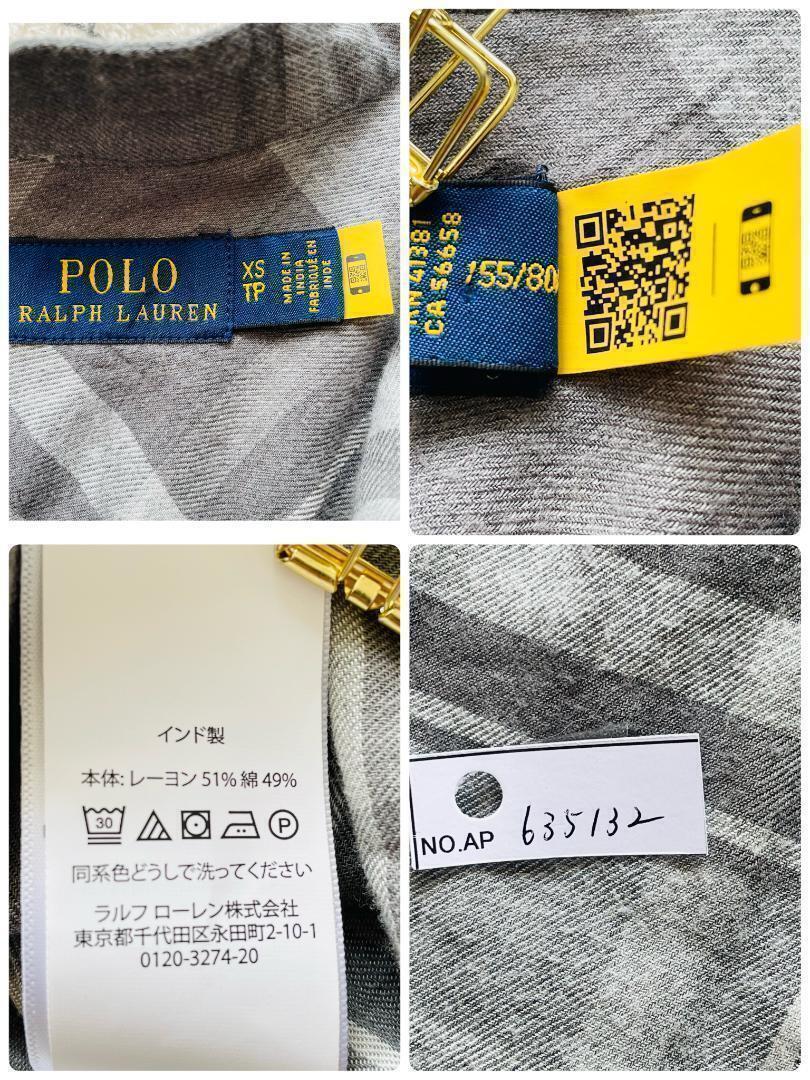 POLO
RALPH LAUREN
XS
TP
MADE IN
INDIA
FABRIQUÉ EN
INDE
RN 41381
CA 56658
155/80
インド製
本体: レーヨン 51% 綿 49%
30
P
同系色どうしで洗ってください
ラルフ ローレン株式会社
東京都千代田区永田町2-10-1
0120-3274-20
NO.AP 635132